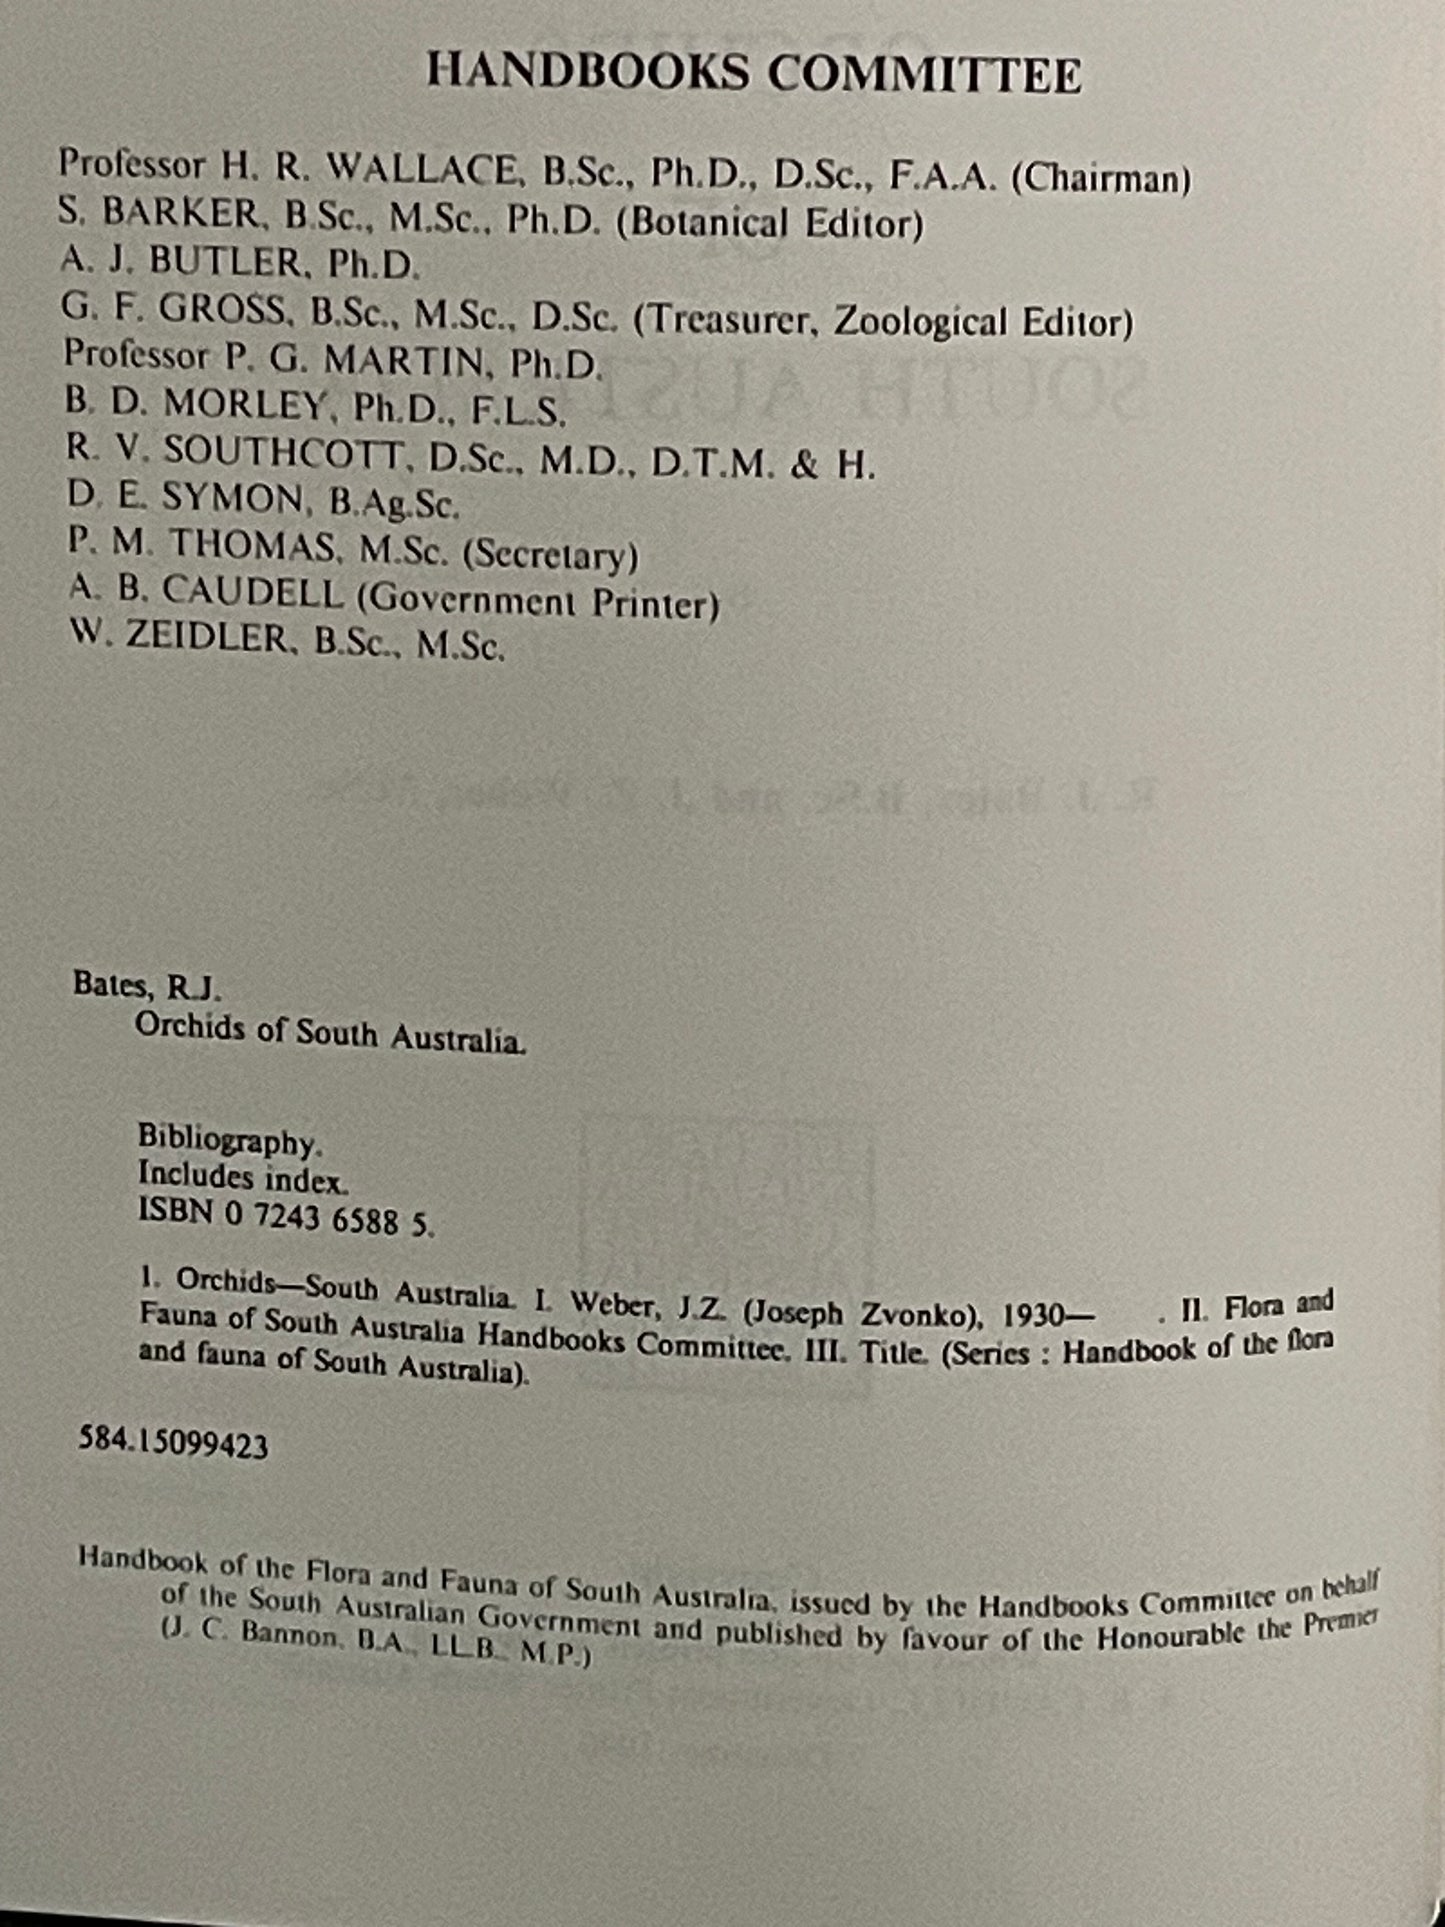 HANDBOOKS COMMITTEE
Professor H. R. WALLACE, B.Sc., Ph.D., D.Sc., F.A.A. (Chairman)
S. BARKER, B.Sc., M.Sc., Ph.D. (Botanical Editor)
A. J. BUTLER, Ph.D.
G. F. GROSS, B.Sc., M.Sc., D.Sc. (Treasurer, Zoological Editor)
Professor P. G. MARTIN, Ph.D.
B. D. MORLEY, Ph.D., F.L.S.
R. V. SOUTHCOTT, D.Sc., M.D., D.T.M. & H.
D. E. SYMON, B.Ag.Sc.
P. M. THOMAS, M.Sc. (Secretary)
A. B. CAUDELL (Government Printer)
W. ZEIDLER, B.Sc., M.Sc.
Bates, R.J.
Orchids of South Australia.
Bibliography.
Includes index.
ISBN 0 7243 6588 5.
1. Orchids—South Australia. I. Weber, J.Z. (Joseph Zvonko), 1930— . II. Flora and
Fauna of South Australia Handbooks Committee. III. Title. (Series : Handbook of the flora
and fauna of South Australia).
584.15099423
Handbook of the Flora and Fauna of South Australia, issued by the Handbooks Committee on behalf
of the South Australian Government and published by favour of the Honourable the Premier
(J. C. Bannon, B.A., LL.B., M.P.)